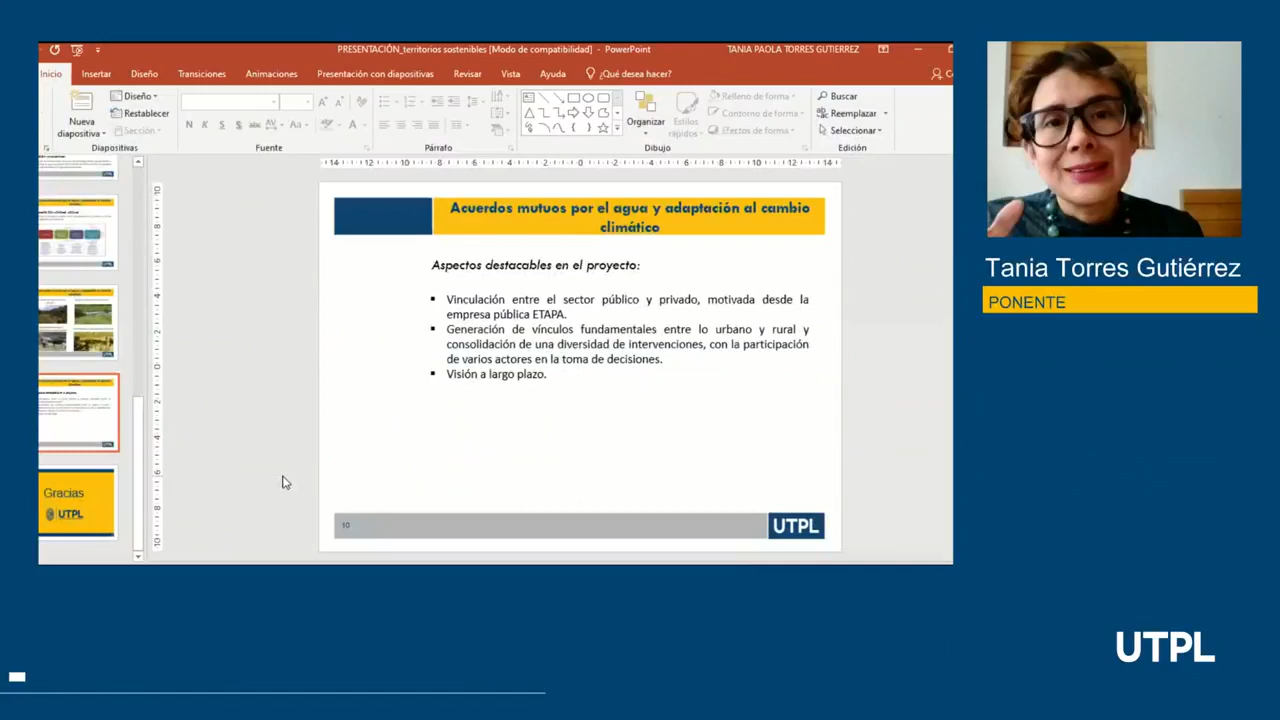 PRESENTACIÓN_territorios sostenibles [Modo de compatibilidad] - PowerPoint
TANIA PAOLA TORRES GUTIERREZ
Inicio Insertar Diseño Transiciones Animaciones Presentación con diapositivas Revisar Vista Ayuda ¿Qué desea hacer?
Nueva diapositiva
Diseño
Restablecer
Sección
Diapositivas
N K S S abc AV Aa A
Fuente
Párrafo
Organizar
Estilos rápidos
Relleno de forma
Contorno de forma
Efectos de forma
Dibujo
Buscar
Reemplazar
Seleccionar
Edición
Acuerdos mutuos por el agua y adaptación al cambio
climático
Aspectos destacables en el proyecto:
▪ Vinculación entre el sector público y privado, motivada desde la
empresa pública ETAPA.
▪ Generación de vínculos fundamentales entre lo urbano y rural y
consolidación de una diversidad de intervenciones, con la participación
de varios actores en la toma de decisiones.
▪ Visión a largo plazo.
10
UTPL
Gracias
UTPL
Tania Torres Gutiérrez
PONENTE
UTPL